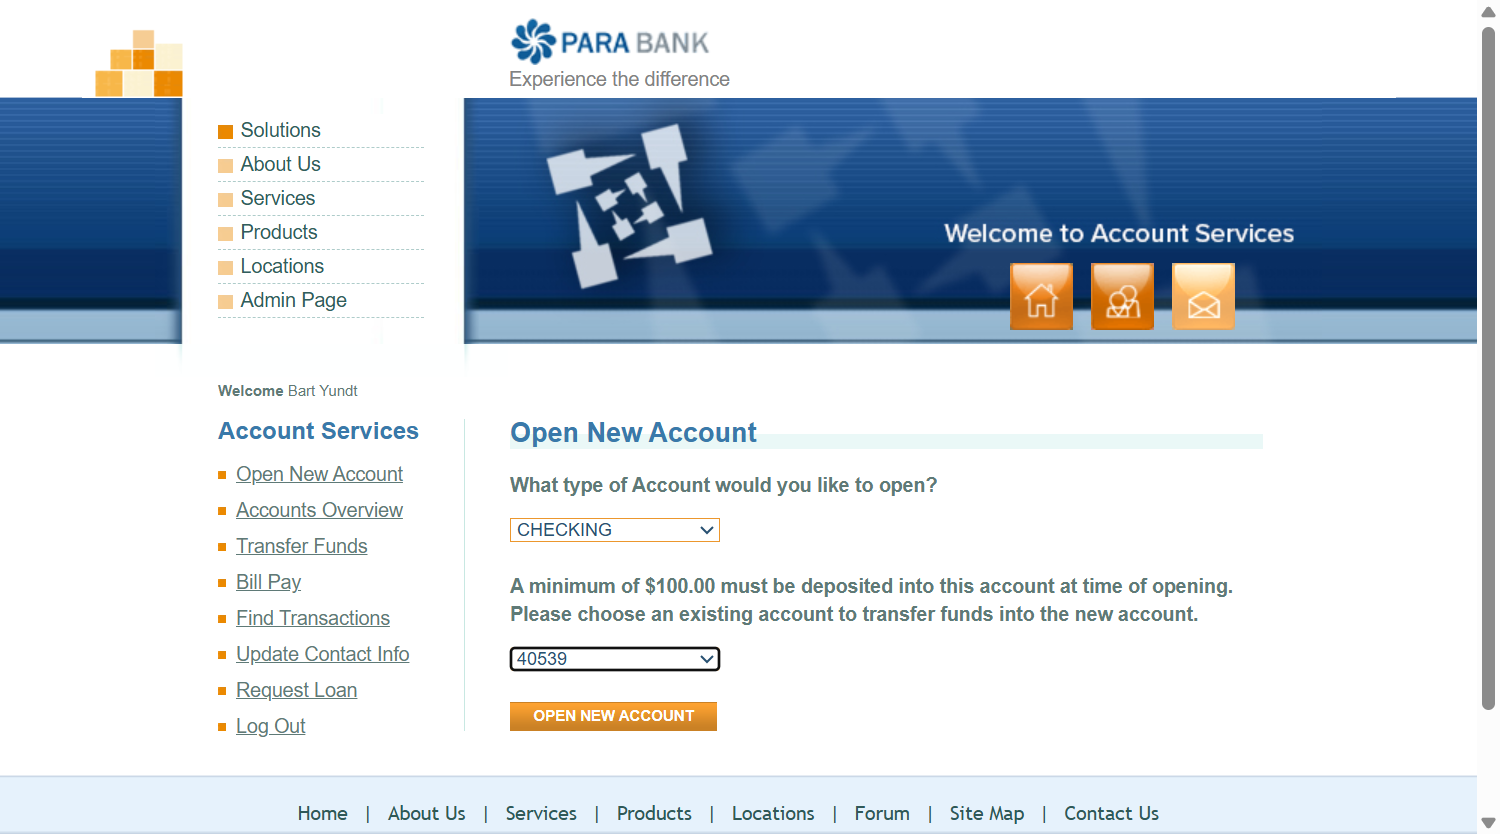 PARA BANK
Experience the difference
Solutions
About Us
Services
Products
Locations
Admin Page
Welcome to Account Services
Welcome Bart Yundt
Account Services
Open New Account
Accounts Overview
Transfer Funds
Bill Pay
Find Transactions
Update Contact Info
Request Loan
Log Out
Open New Account
What type of Account would you like to open?
CHECKING
A minimum of $100.00 must be deposited into this account at time of opening.
Please choose an existing account to transfer funds into the new account.
40539
OPEN NEW ACCOUNT
Home | About Us | Services | Products | Locations | Forum | Site Map | Contact Us